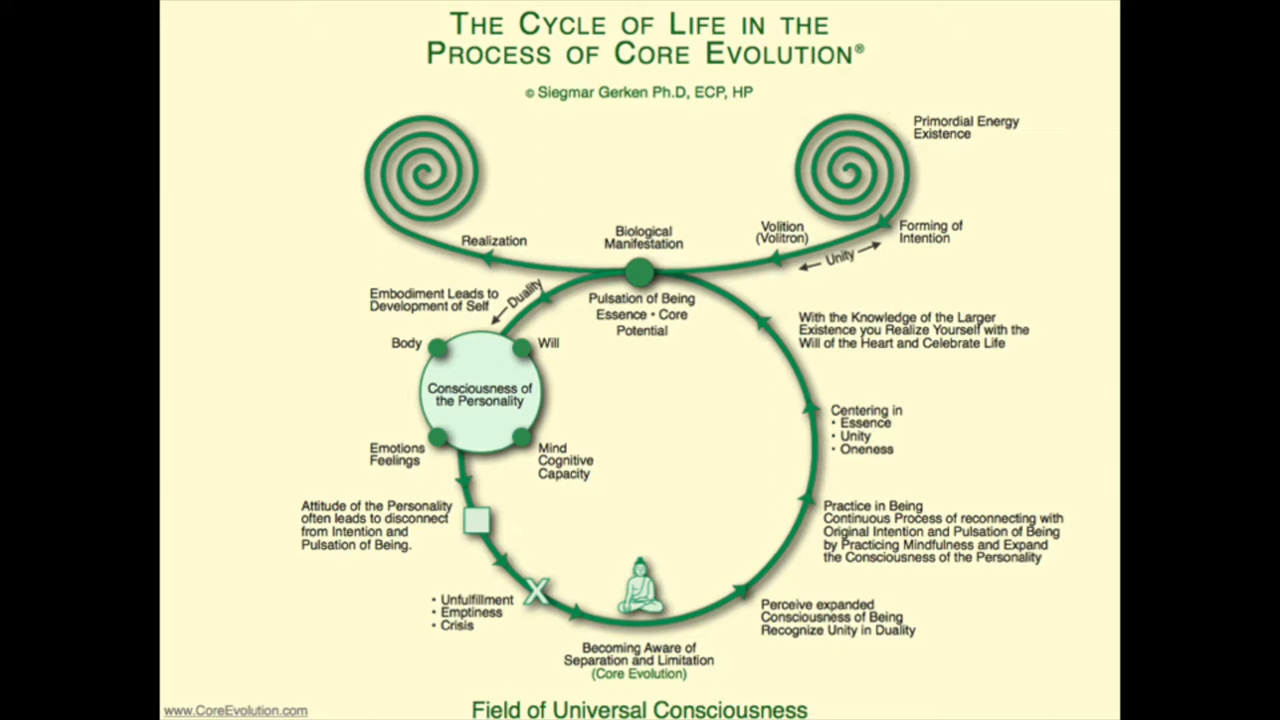 THE CYCLE OF LIFE IN THE
PROCESS OF CORE EVOLUTION®
© Siegmar Gerken Ph.D, ECP, HP
Primordial Energy
Existence
Forming of
Intention
Volition
(Volitron)
Unity
Biological
Manifestation
Realization
Pulsation of Being
Essence • Core
Potential
Duality
Embodiment Leads to
Development of Self
Body
Will
Consciousness of
the Personality
Emotions
Feelings
Mind
Cognitive
Capacity
Attitude of the Personality
often leads to disconnect
from Intention and
Pulsation of Being.
X
• Unfulfillment
• Emptiness
• Crisis
Becoming Aware of
Separation and Limitation
(Core Evolution)
Perceive expanded
Consciousness of Being
Recognize Unity in Duality
Practice in Being
Continuous Process of reconnecting with
Original Intention and Pulsation of Being
by Practicing Mindfulness and Expand
the Consciousness of the Personality
Centering in
• Essence
• Unity
• Oneness
With the Knowledge of the Larger
Existence you Realize Yourself with the
Will of the Heart and Celebrate Life
www.CoreEvolution.com
Field of Universal Consciousness